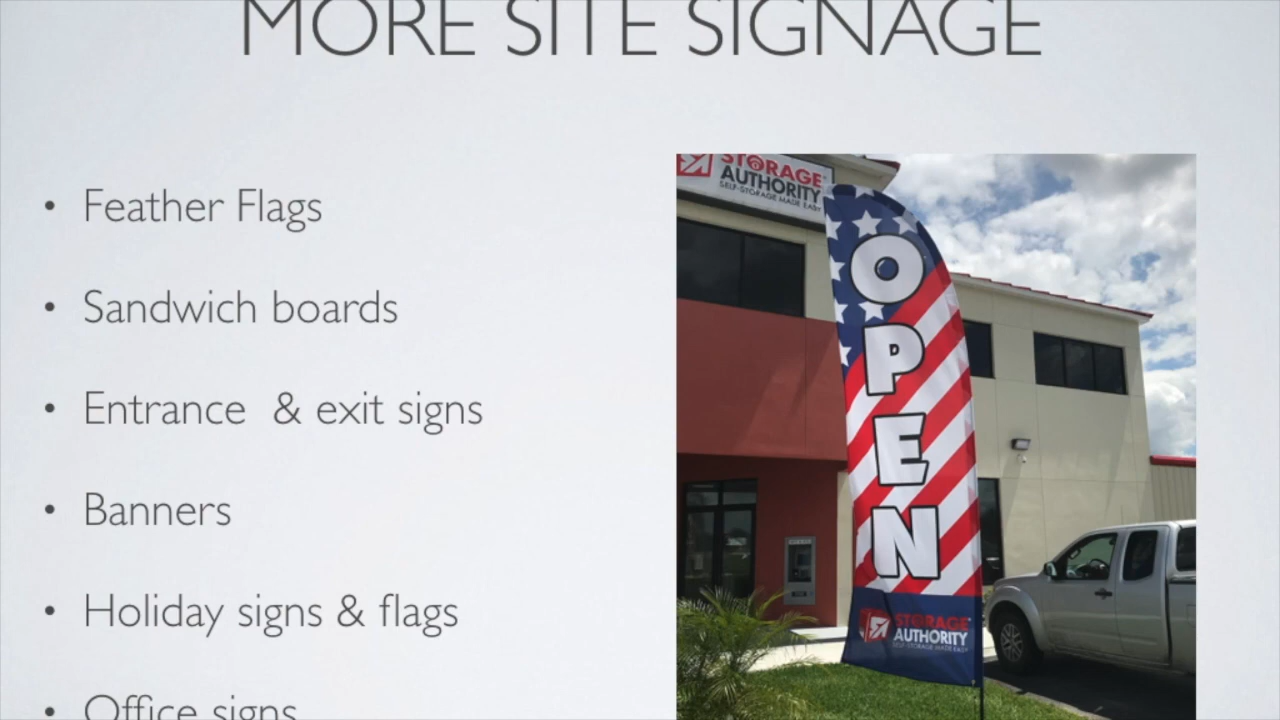 MORE SITE SIGNAGE
• Feather Flags
• Sandwich boards
• Entrance & exit signs
• Banners
• Holiday signs & flags
• Office signs
STORAGE
AUTHORITY
SELF-STORAGE MADE EASY
OPEN
STORAGE
AUTHORITY
SELF-STORAGE MADE EASY